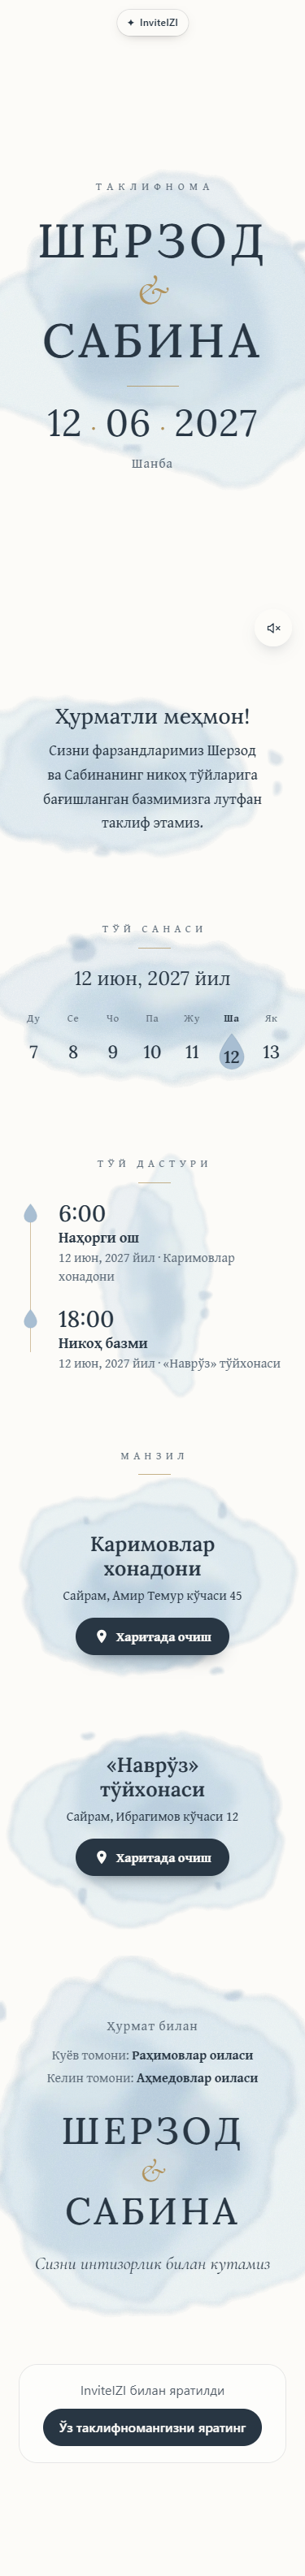 ✦ InviteIZI
ТАКЛИФНОМА
ШЕРЗОД
&
САБИНА
12 · 06 · 2027
Шанба
Ҳурматли меҳмон!
Сизни фарзандларимиз Шерзод
ва Сабинанинг никоҳ тўйларига
бағишланган базмимизга лутфан
таклиф этамиз.
ТЎЙ САНАСИ
12 июн, 2027 йил
Ду Се Чо Па Жу Ша Як
7 8 9 10 11 12 13
ТЎЙ ДАСТУРИ
6:00
Наҳорги ош
12 июн, 2027 йил · Каримовлар
хонадони
18:00
Никоҳ базми
12 июн, 2027 йил · «Наврўз» тўйхонаси
МАНЗИЛ
Каримовлар
хонадони
Сайрам, Амир Темур кўчаси 45
Харитада очиш
«Наврўз»
тўйхонаси
Сайрам, Ибрагимов кўчаси 12
Харитада очиш
Ҳурмат билан
Куёв томони: Раҳимовлар оиласи
Келин томони: Аҳмедовлар оиласи
ШЕРЗОД
&
САБИНА
Сизни интизорлик билан кутамиз
InviteIZI билан яратилди
Ўз таклифномангизни яратинг